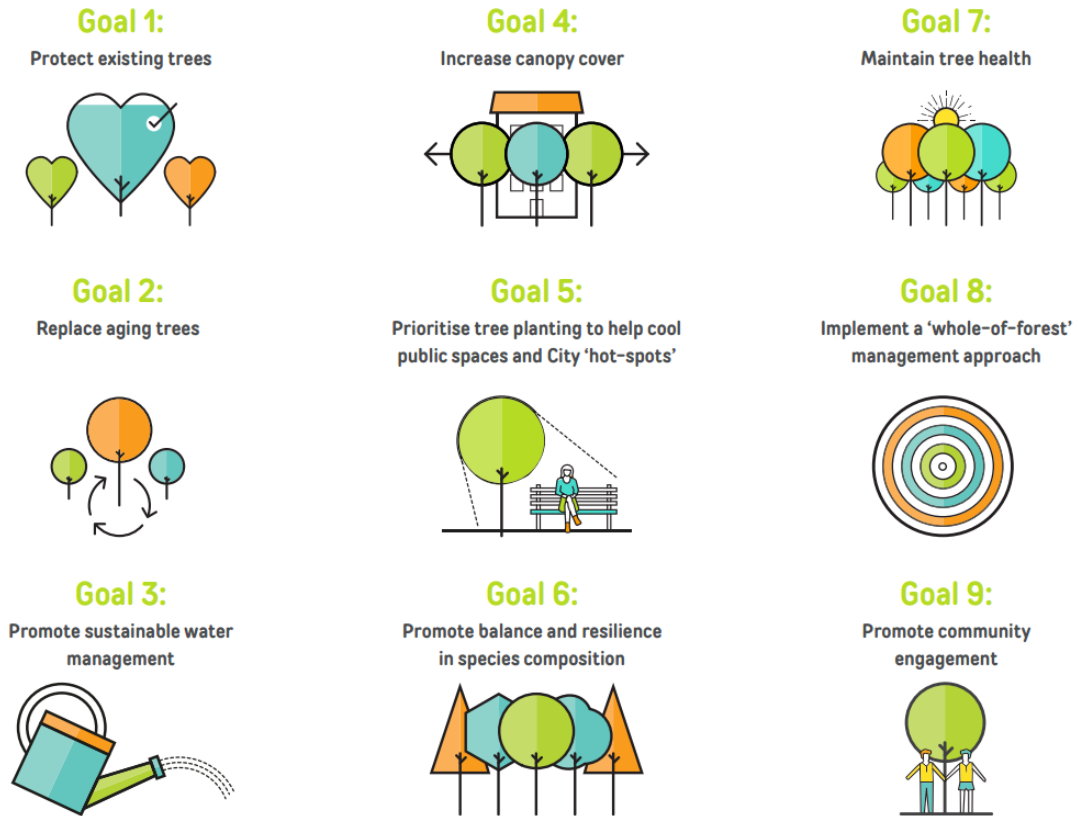 Goal 1:
Protect existing trees
Goal 2:
Replace aging trees
Goal 3:
Promote sustainable water
management
Goal 4:
Increase canopy cover
Goal 5:
Prioritise tree planting to help cool
public spaces and City ‘hot-spots’
Goal 6:
Promote balance and resilience
in species composition
Goal 7:
Maintain tree health
Goal 8:
Implement a ‘whole-of-forest’
management approach
Goal 9:
Promote community
engagement